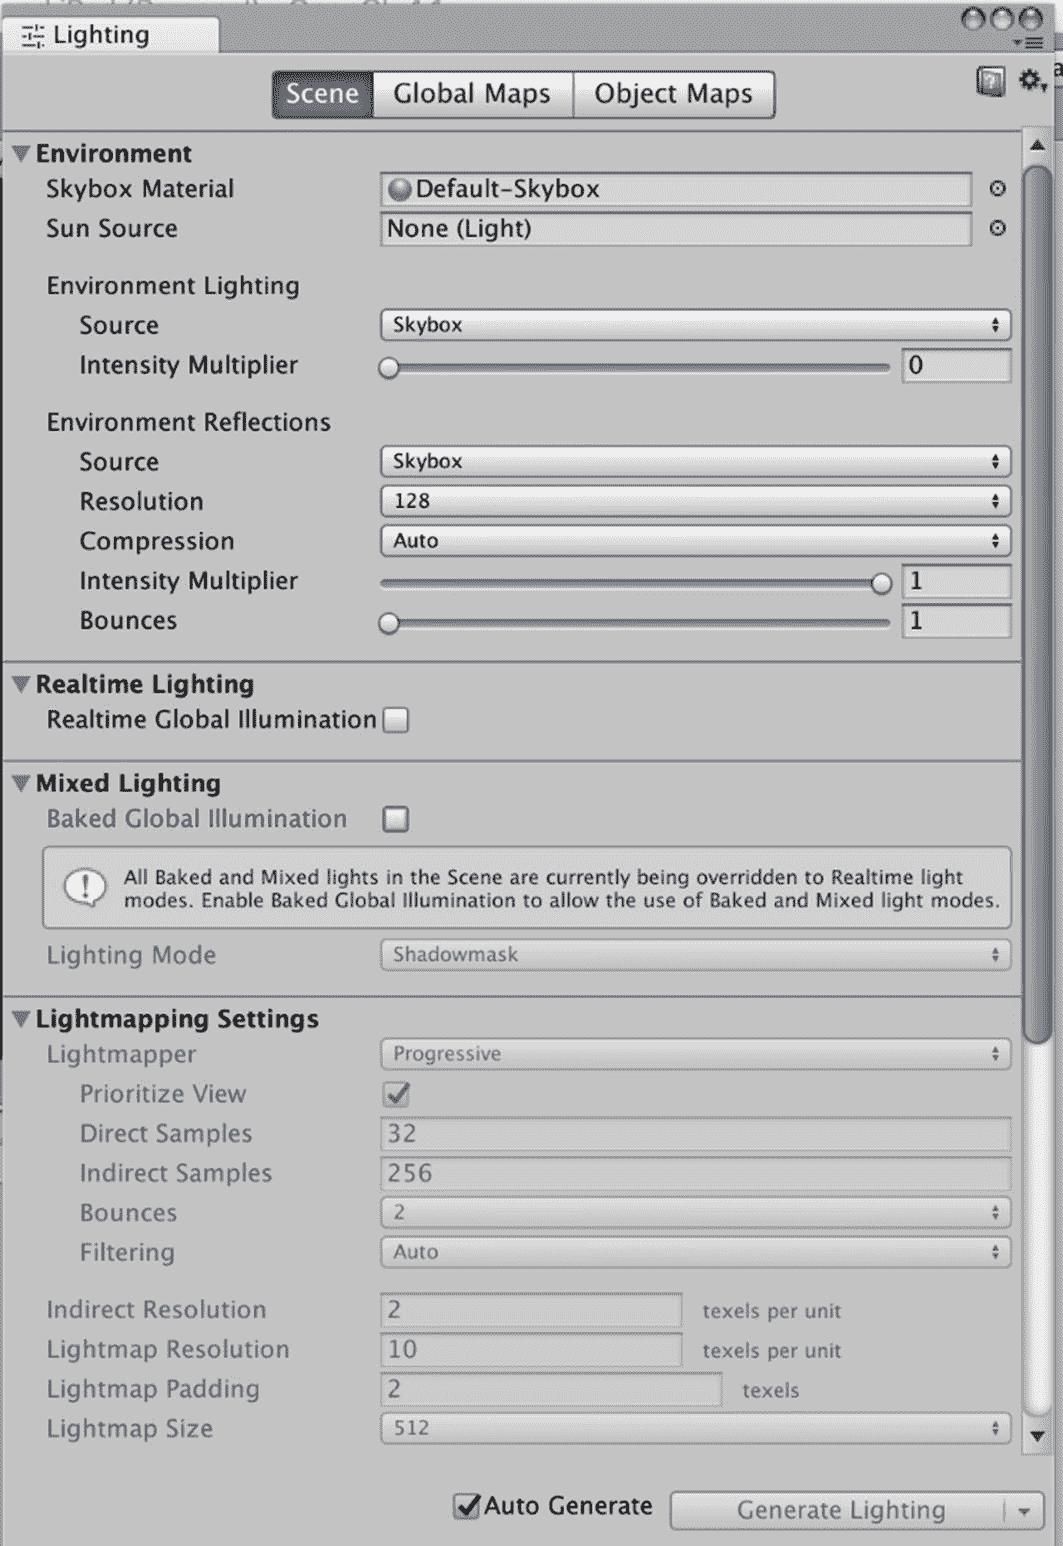 Lighting
Scene Global Maps Object Maps
Environment
Skybox Material Default-Skybox
Sun Source None (Light)
Environment Lighting
Source Skybox
Intensity Multiplier 0
Environment Reflections
Source Skybox
Resolution 128
Compression Auto
Intensity Multiplier 1
Bounces 1
Realtime Lighting
Realtime Global Illumination
Mixed Lighting
Baked Global Illumination
All Baked and Mixed lights in the Scene are currently being overridden to Realtime light
modes. Enable Baked Global Illumination to allow the use of Baked and Mixed light modes.
Lighting Mode Shadowmask
Lightmapping Settings
Lightmapper Progressive
Prioritize View
Direct Samples 32
Indirect Samples 256
Bounces 2
Filtering Auto
Indirect Resolution 2 texels per unit
Lightmap Resolution 10 texels per unit
Lightmap Padding 2 texels
Lightmap Size 512
Auto Generate Generate Lighting